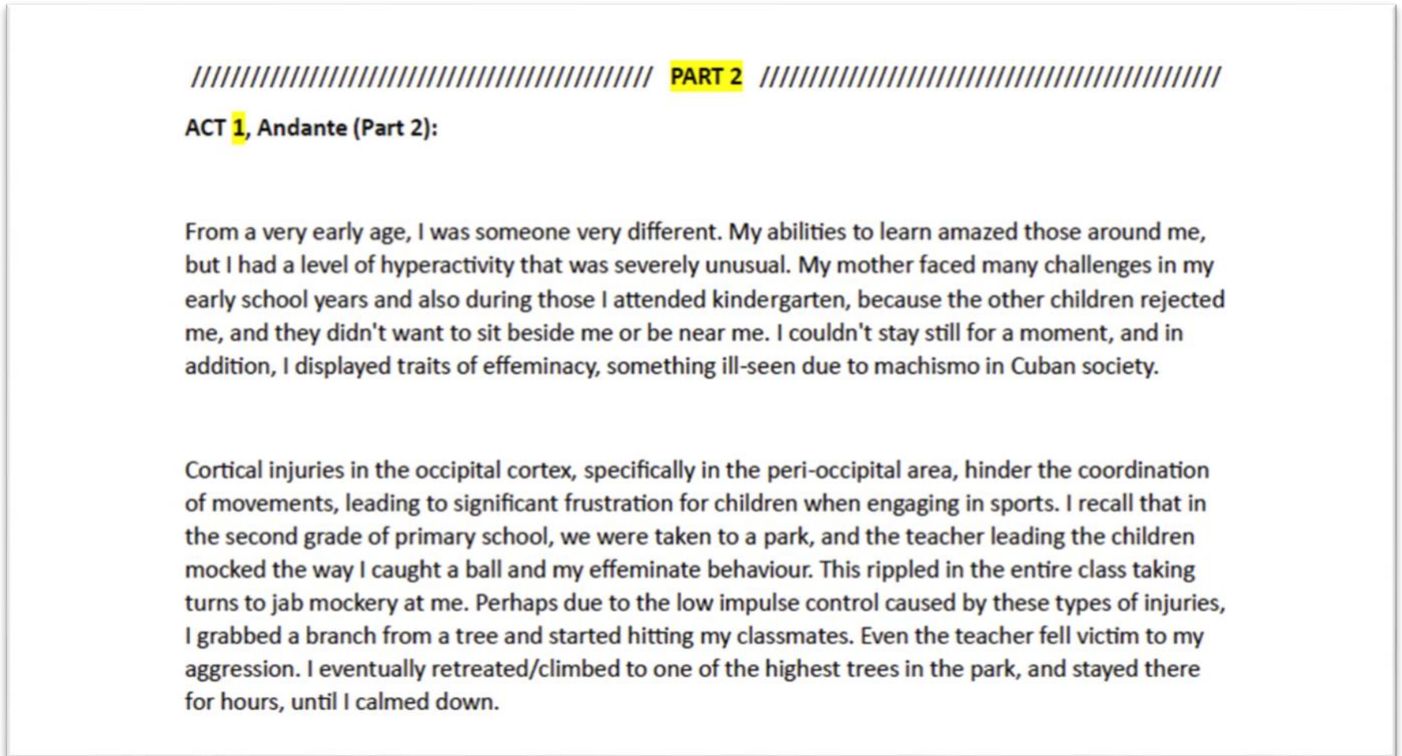 /////////////////////////////////////////////// PART 2 ///////////////////////////////////////////////
ACT 1, Andante (Part 2):
From a very early age, I was someone very different. My abilities to learn amazed those around me,
but I had a level of hyperactivity that was severely unusual. My mother faced many challenges in my
early school years and also during those I attended kindergarten, because the other children rejected
me, and they didn't want to sit beside me or be near me. I couldn't stay still for a moment, and in
addition, I displayed traits of effeminacy, something ill-seen due to machismo in Cuban society.
Cortical injuries in the occipital cortex, specifically in the peri-occipital area, hinder the coordination
of movements, leading to significant frustration for children when engaging in sports. I recall that in
the second grade of primary school, we were taken to a park, and the teacher leading the children
mocked the way I caught a ball and my effeminate behaviour. This rippled in the entire class taking
turns to jab mockery at me. Perhaps due to the low impulse control caused by these types of injuries,
I grabbed a branch from a tree and started hitting my classmates. Even the teacher fell victim to my
aggression. I eventually retreated/climbed to one of the highest trees in the park, and stayed there
for hours, until I calmed down.